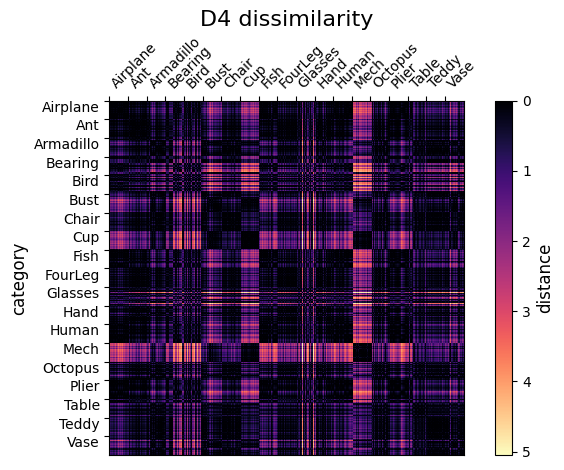 D4 dissimilarity
Airplane
Ant
Armadillo
Bearing
Bird
Bust
Chair
Cup
Fish
FourLeg
Glasses
Hand
Human
Mech
Octopus
Plier
Table
Teddy
Vase
Airplane
Ant
Armadillo
Bearing
Bird
Bust
Chair
Cup
Fish
FourLeg
Glasses
Hand
Human
Mech
Octopus
Plier
Table
Teddy
Vase
category
0
1
2
3
4
5
distance